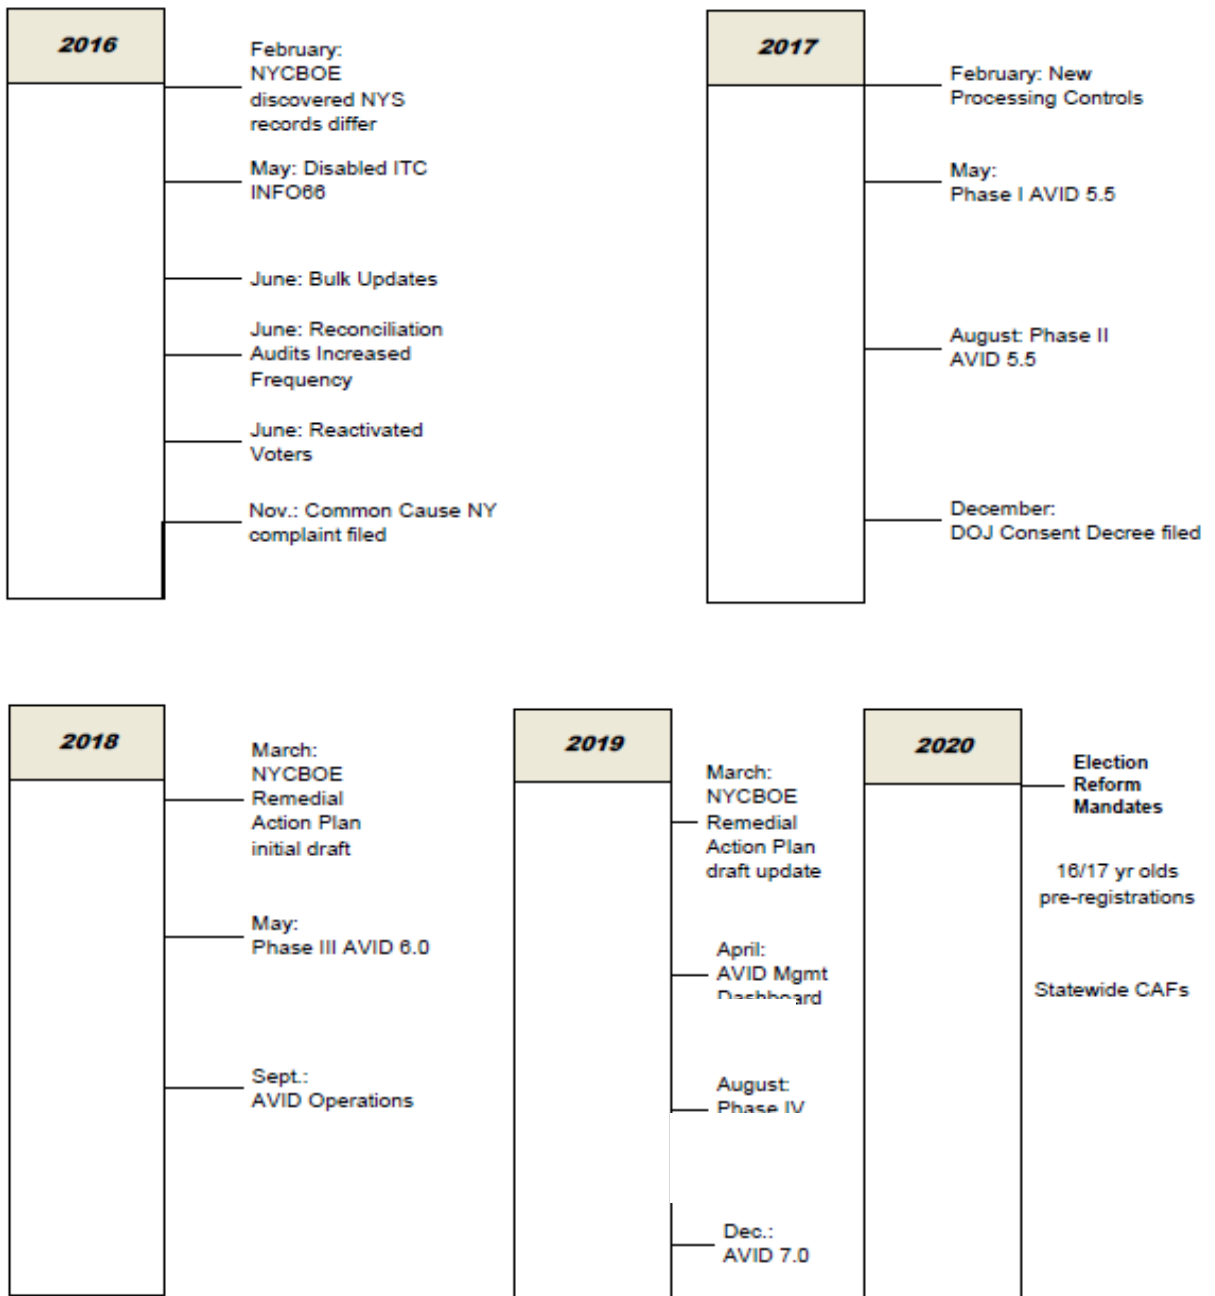 2016
February:
NYCBOE
discovered NYS
records differ
May: Disabled ITC
INFO66
June: Bulk Updates
June: Reconciliation
Audits Increased
Frequency
June: Reactivated
Voters
Nov.: Common Cause NY
complaint filed
2017
February: New
Processing Controls
May:
Phase I AVID 5.5
August: Phase II
AVID 5.5
December:
DOJ Consent Decree filed
2018
March:
NYCBOE
Remedial
Action Plan
initial draft
May:
Phase III AVID 6.0
Sept.:
AVID Operations
2019
March:
NYCBOE
Remedial
Action Plan
draft update
April:
AVID Mgmt
Dashboard
August:
Phase IV
Dec.:
AVID 7.0
2020
Election
Reform
Mandates
16/17 yr olds
pre-registrations
Statewide CAFs